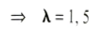 ⇒ λ = 1, 5